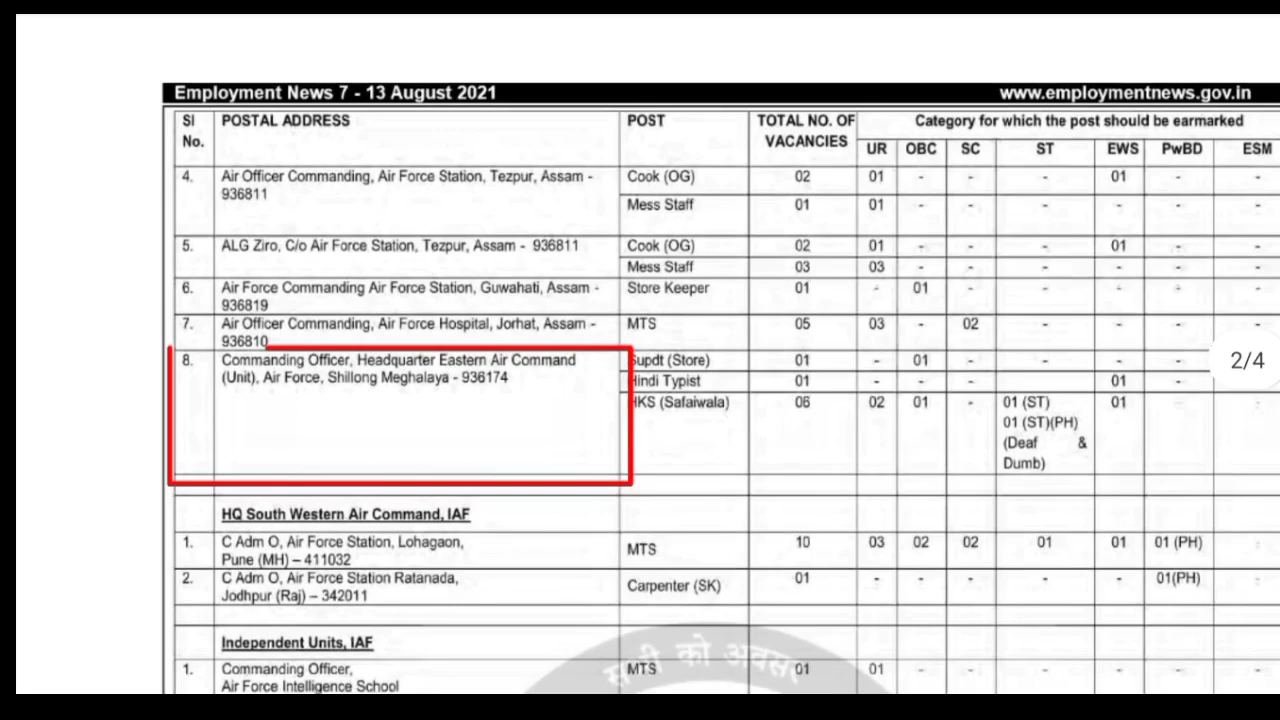 Employment News 7 - 13 August 2021 www.employmentnews.gov.in
Sl No. POSTAL ADDRESS POST TOTAL NO. OF VACANCIES Category for which the post should be earmarked
UR OBC SC ST EWS PwBD ESM
4. Air Officer Commanding, Air Force Station, Tezpur, Assam - Cook (OG) 02 01 - - - 01 - -
936811
Mess Staff 01 01 - - - - - -
5. ALG Ziro, C/o Air Force Station, Tezpur, Assam - 936811 Cook (OG) 02 01 - - - 01 - -
Mess Staff 03 03 - - - - - -
6. Air Force Commanding Air Force Station, Guwahati, Assam - Store Keeper 01 - 01 - - - - -
936819
7. Air Officer Commanding, Air Force Hospital, Jorhat, Assam - MTS 05 03 - 02 - - - -
936810
8. Commanding Officer, Headquarter Eastern Air Command Supdt (Store) 01 - 01 - - - -
(Unit), Air Force, Shillong Meghalaya - 936174 Hindi Typist 01 - - - - 01 -
HKS (Safaiwala) 06 02 01 - 01 (ST) 01 -
01 (ST)(PH)
(Deaf &
Dumb)
2/4
HQ South Western Air Command, IAF
1. C Adm O, Air Force Station, Lohagaon, MTS 10 03 02 02 01 01 01 (PH) -
Pune (MH) – 411032
2. C Adm O, Air Force Station Ratanada, Carpenter (SK) 01 - - - - - 01(PH) -
Jodhpur (Raj) – 342011
Independent Units, IAF
1. Commanding Officer, MTS 01 01 - - - - - -
Air Force Intelligence School
को अवसर